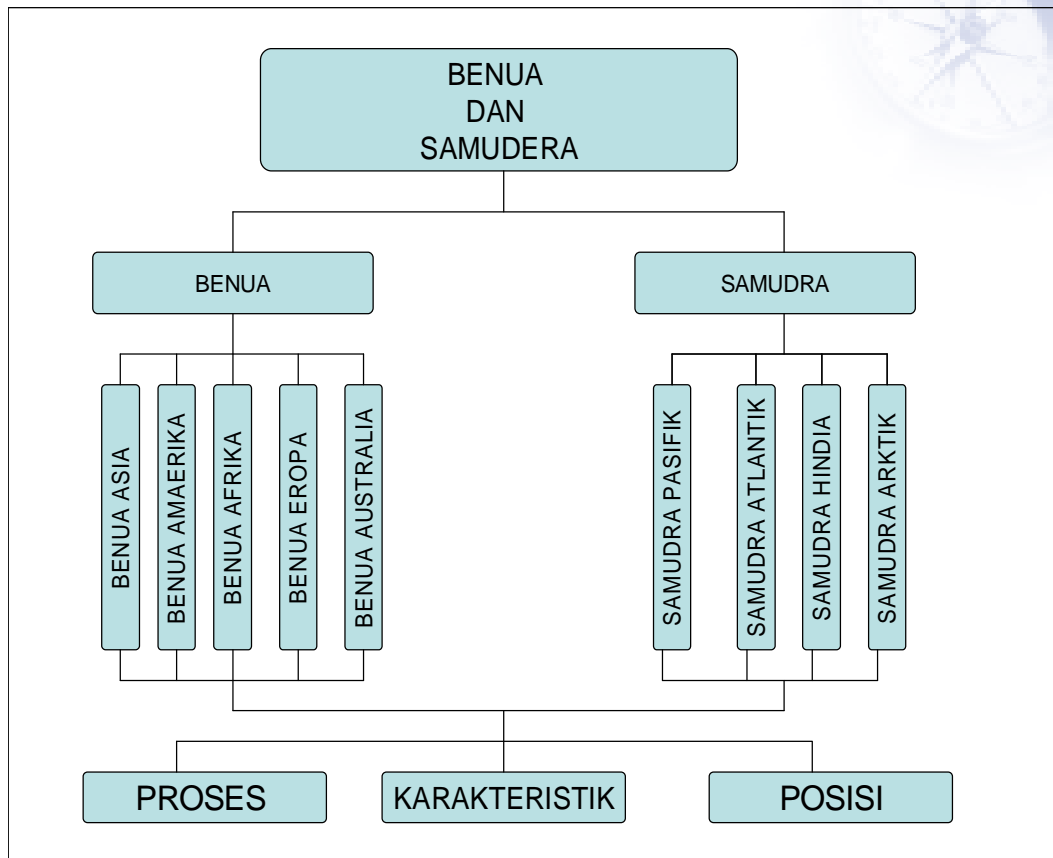 BENUA
DAN
SAMUDERA
BENUA
SAMUDRA
BENUA ASIA
BENUA AMAERIKA
BENUA AFRIKA
BENUA EROPA
BENUA AUSTRALIA
SAMUDRA PASIFIK
SAMUDRA ATLANTIK
SAMUDRA HINDIA
SAMUDRA ARKTIK
PROSES
KARAKTERISTIK
POSISI